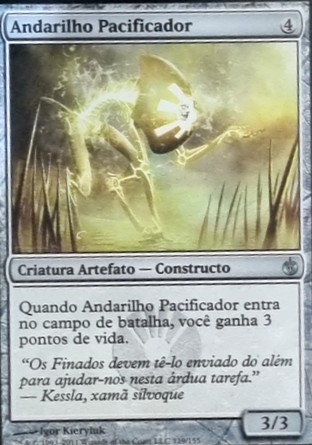 Andarilho Pacificador 4
Criatura Artefato — Constructo
Quando Andarilho Pacificador entra
no campo de batalha, você ganha 3
pontos de vida.
“Os Finados devem tê-lo enviado do além
para ajudar-nos nesta árdua tarefa.”
— Kessla, xamã sílvoque
Igor Kieryluk
3/3